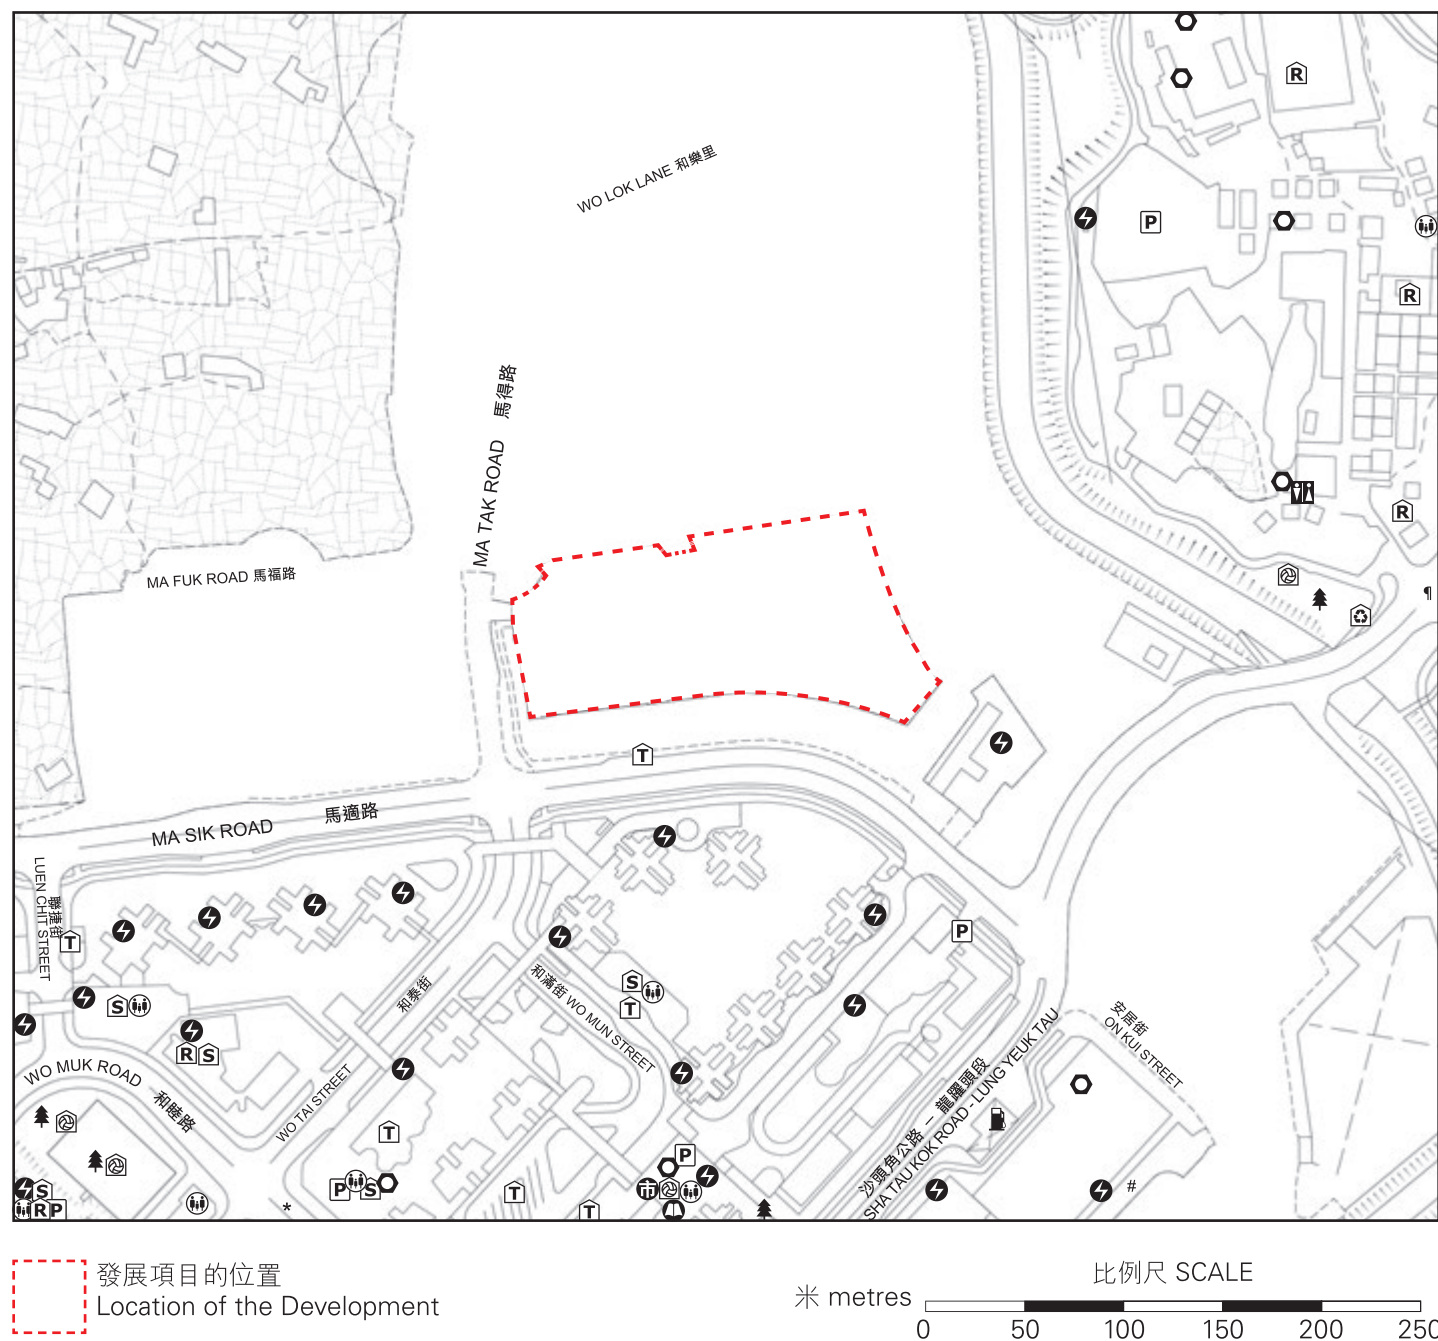 R
WO LOK LANE 和樂里
P
R
MA TAK ROAD 馬得路
R
MA FUK ROAD 馬福路
¶
T
MA SIK ROAD 馬適路
LUEN CHIT STREET
聯捷街
T
P
S
S
T
和泰街
和滿街 WO MUN STREET
安居街
ON KUI STREET
R S
WO MUK ROAD 和睦路
WO TAI STREET
T
沙頭角公路 – 龍躍頭段
SHA TAU KOK ROAD - LUNG YEUK TAU
P
P S
S
市
T
#
R P
*
T
發展項目的位置
Location of the Development
比例尺 SCALE
米 metres
0 50 100 150 200 250